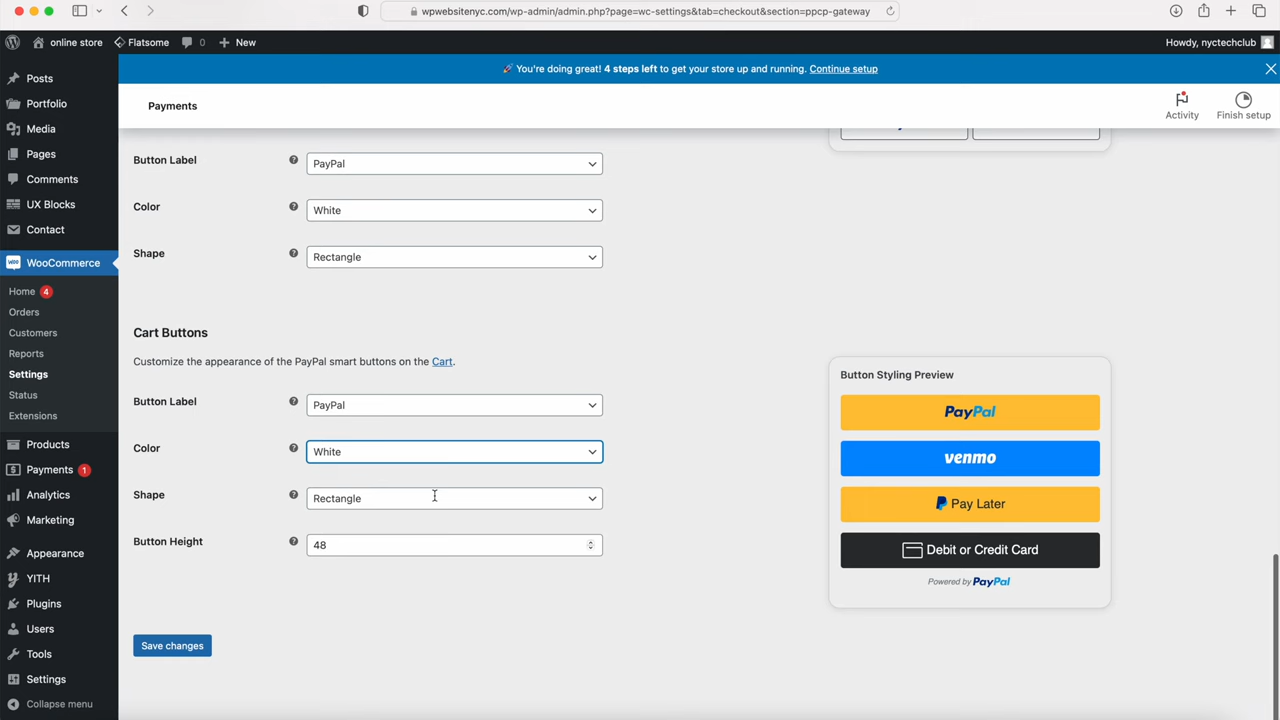 wpwebsitenyc.com/wp-admin/admin.php?page=wc-settings&tab=checkout&section=ppcp-gateway
online store
Flatsome
0
New
Howdy, nyctechclub
🚀 You're doing great! 4 steps left to get your store up and running. Continue setup
Payments
Activity
Finish setup
Posts
Portfolio
Media
Pages
Comments
UX Blocks
Contact
WooCommerce
Home 4
Orders
Customers
Reports
Settings
Status
Extensions
Products
Payments 1
Analytics
Marketing
Appearance
YITH
Plugins
Users
Tools
Settings
Collapse menu
Button Label
PayPal
Color
White
Shape
Rectangle
Cart Buttons
Customize the appearance of the PayPal smart buttons on the Cart.
Button Label
PayPal
Color
White
Shape
Rectangle
Button Height
48
Save changes
Button Styling Preview
PayPal
venmo
Pay Later
Debit or Credit Card
Powered by PayPal